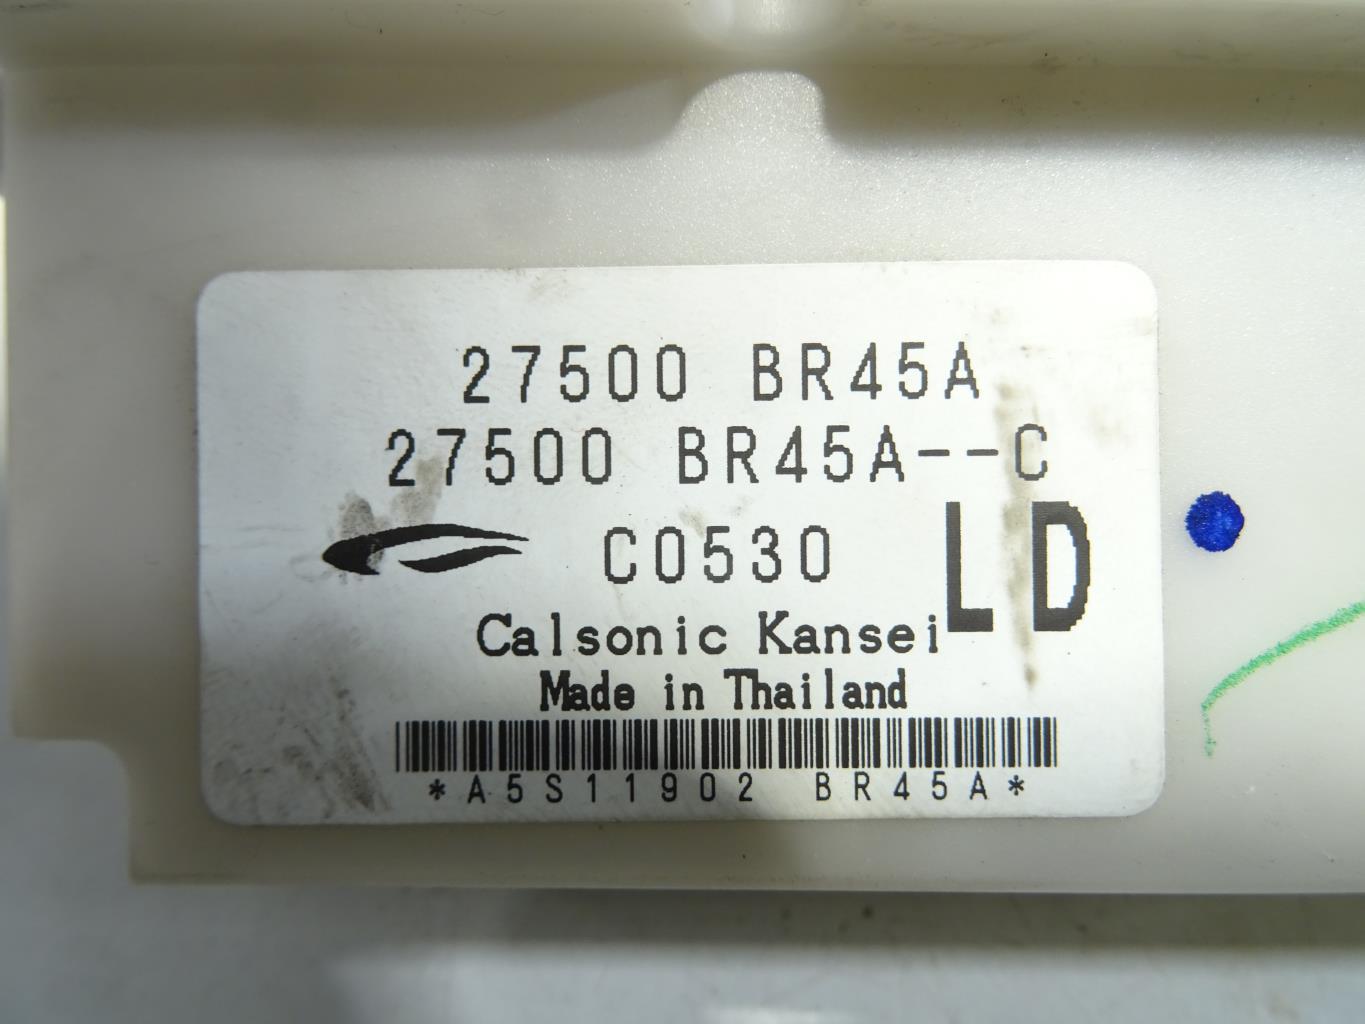 27500 BR45A
27500 BR45A--C
C0530 LD
Calsonic Kansei
Made in Thailand
*A5S11902 BR45A*